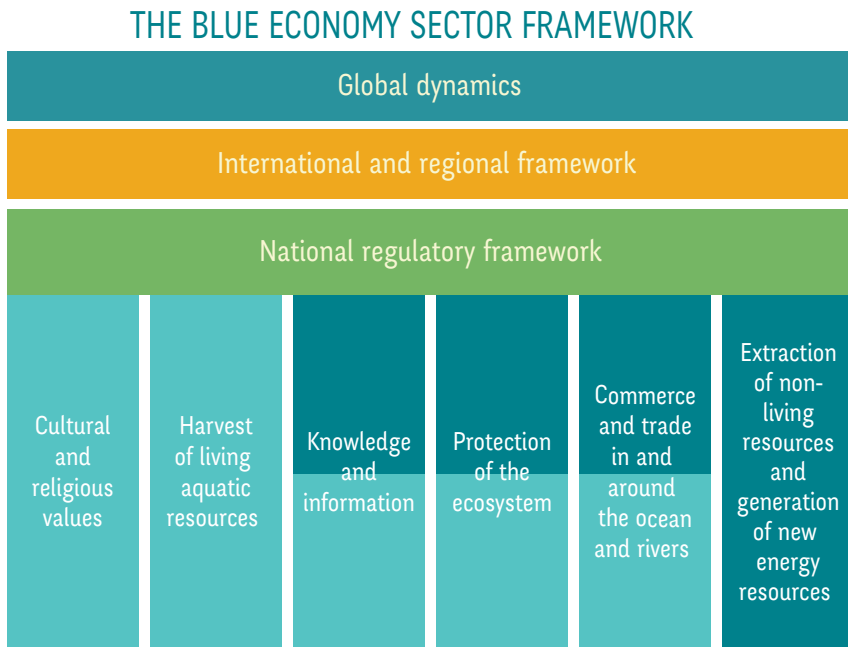 THE BLUE ECONOMY SECTOR FRAMEWORK
Global dynamics
International and regional framework
National regulatory framework
Cultural
and
religious
values
Harvest
of living
aquatic
resources
Knowledge
and
information
Protection
of the
ecosystem
Commerce
and trade
in and
around
the ocean
and rivers
Extraction
of non-
living
resources
and
generation
of new
energy
resources